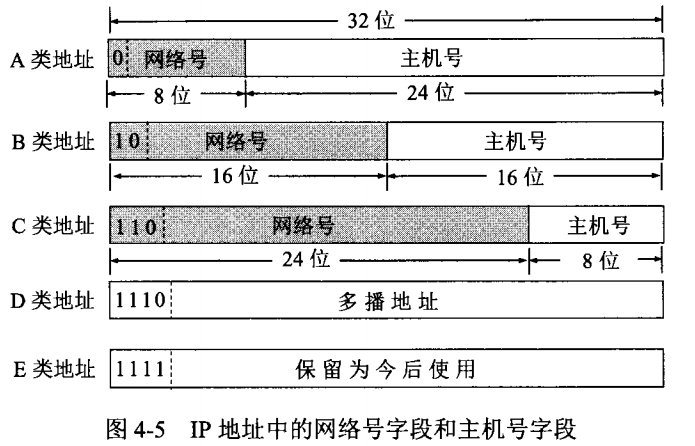 32 位
A 类地址 0 网络号 主机号
8 位 24 位
B 类地址 10 网络号 主机号
16 位 16 位
C 类地址 110 网络号 主机号
24 位 8 位
D 类地址 1110 多播地址
E 类地址 1111 保留为今后使用
图 4-5 IP 地址中的网络号字段和主机号字段